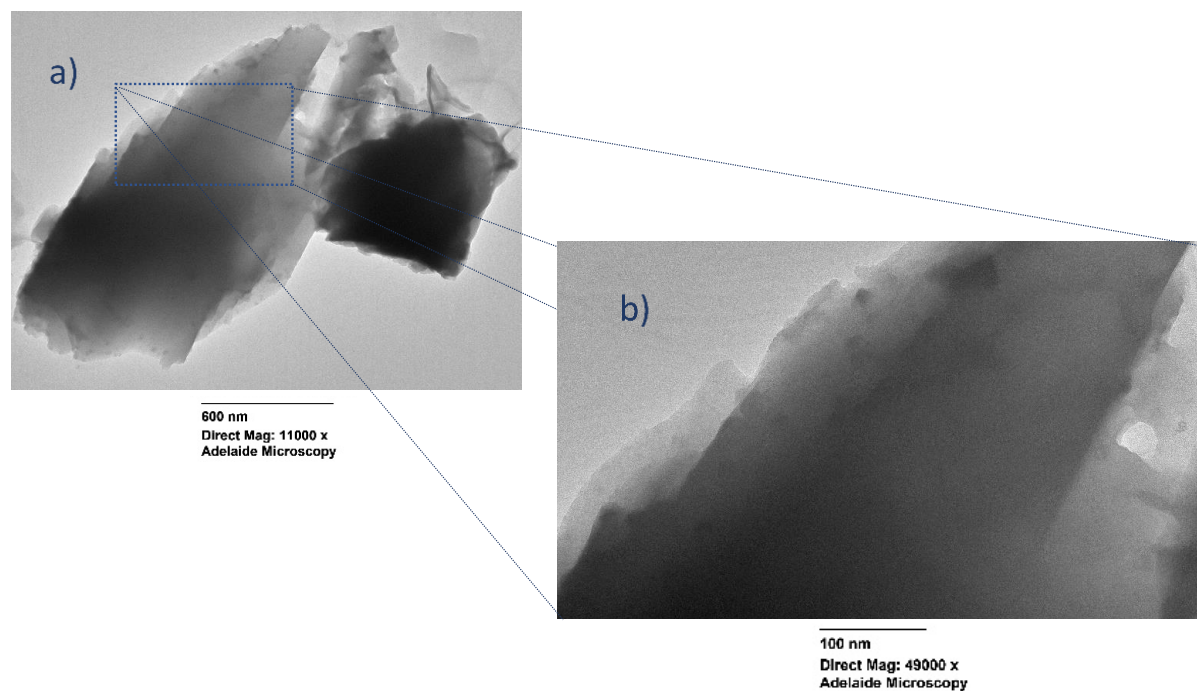 a)
600 nm
Direct Mag: 11000 x
Adelaide Microscopy
b)
100 nm
Direct Mag: 49000 x
Adelaide Microscopy